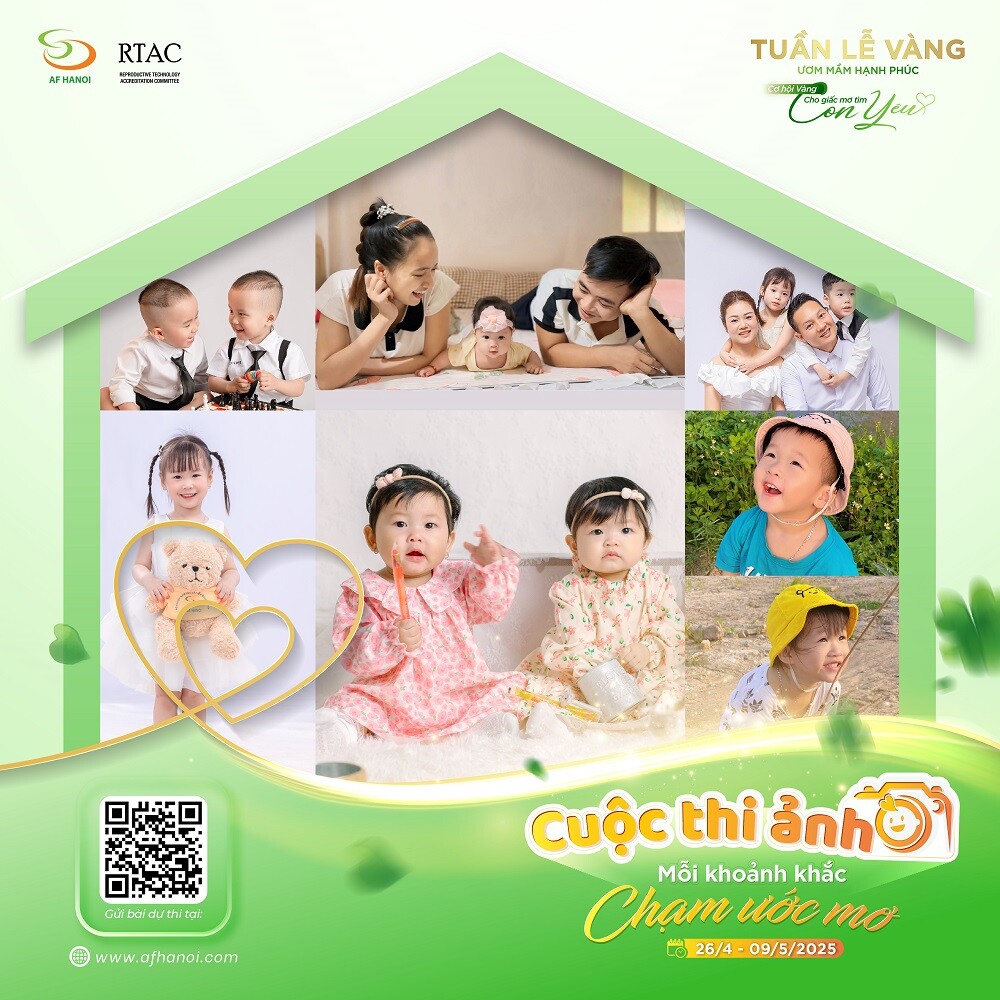 AF HANOI
RTAC
REPRODUCTIVE TECHNOLOGY
ACCREDITATION COMMITTEE
TUẦN LỄ VÀNG
ƯƠM MẦM HẠNH PHÚC
Cơ hội Vàng
Cho giấc mơ tìm
Con Yêu
Cuộc thi ảnh
Mỗi khoảnh khắc
Chạm ước mơ
26/4 - 09/5/2025
Gửi bài dự thi tại:
www.afhanoi.com